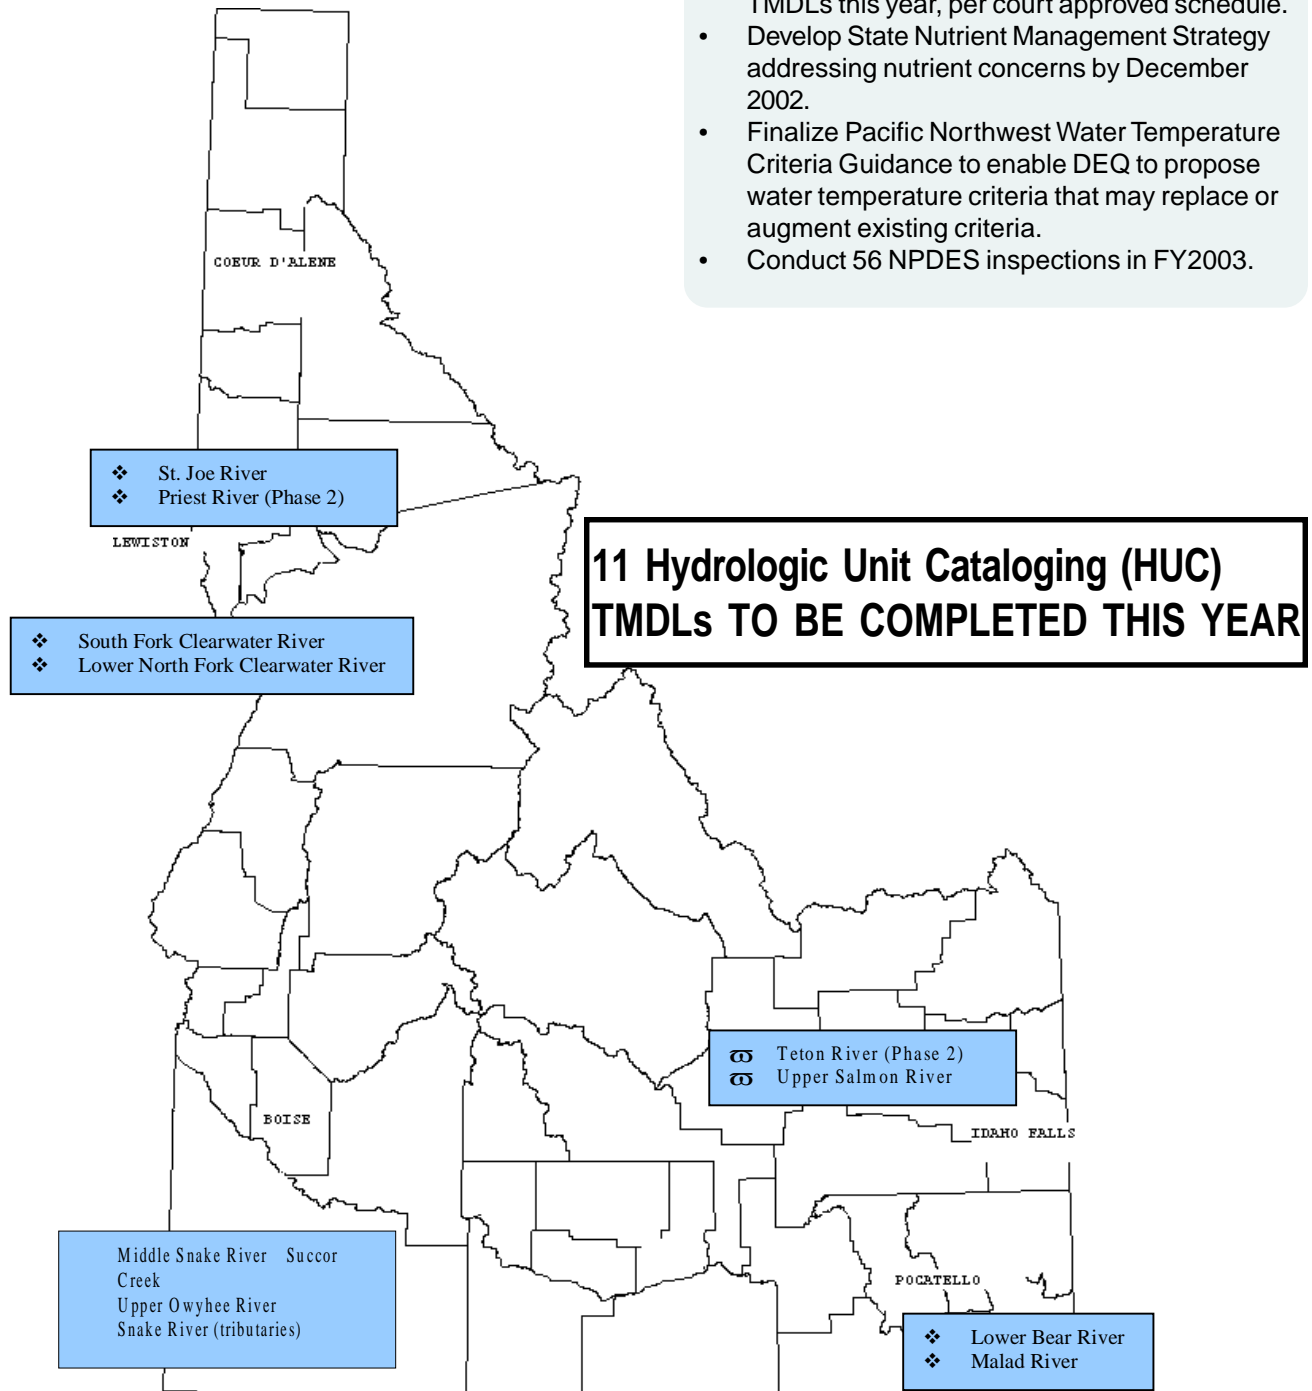 TMDLs this year, per court approved schedule.
• Develop State Nutrient Management Strategy
addressing nutrient concerns by December
2002.
• Finalize Pacific Northwest Water Temperature
Criteria Guidance to enable DEQ to propose
water temperature criteria that may replace or
augment existing criteria.
• Conduct 56 NPDES inspections in FY2003.
COEUR D'ALENE
❖ St. Joe River
❖ Priest River (Phase 2)
LEWISTON
11 Hydrologic Unit Cataloging (HUC)
TMDLs TO BE COMPLETED THIS YEAR
❖ South Fork Clearwater River
❖ Lower North Fork Clearwater River
ϖ Teton River (Phase 2)
ϖ Upper Salmon River
BOISE
IDAHO FALLS
Middle Snake River Succor
Creek
Upper Owyhee River
Snake River (tributaries)
POCATELLO
❖ Lower Bear River
❖ Malad River